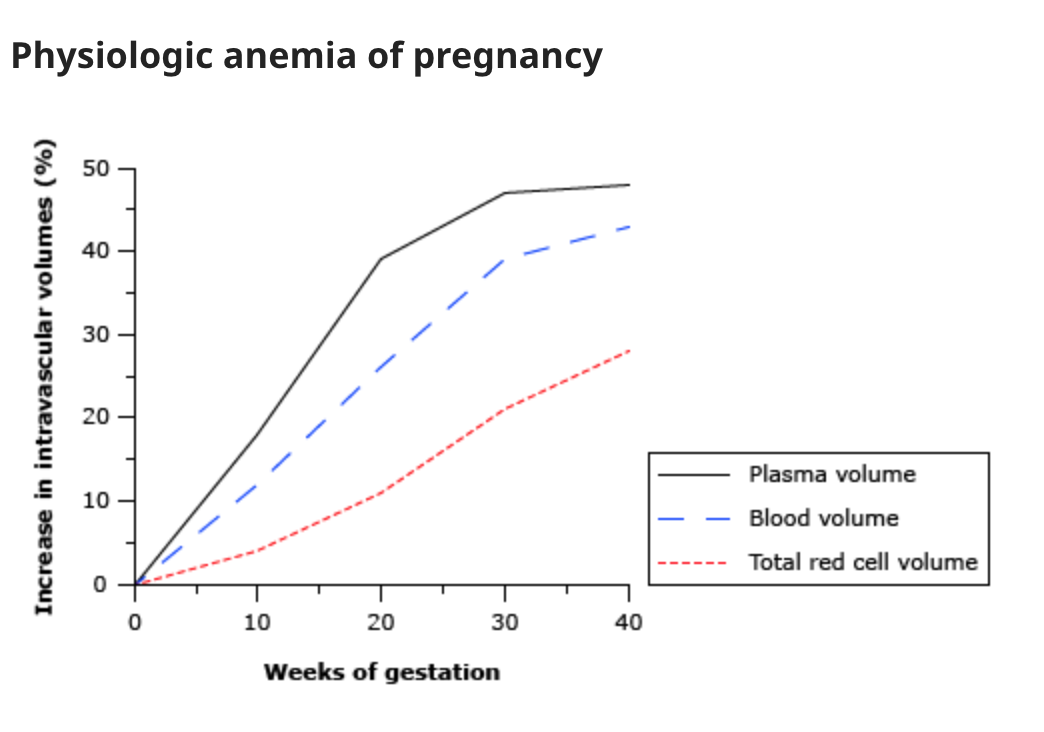 Physiologic anemia of pregnancy
Increase in intravascular volumes (%)
50
40
30
20
10
0
0 10 20 30 40
Weeks of gestation
Plasma volume
Blood volume
Total red cell volume